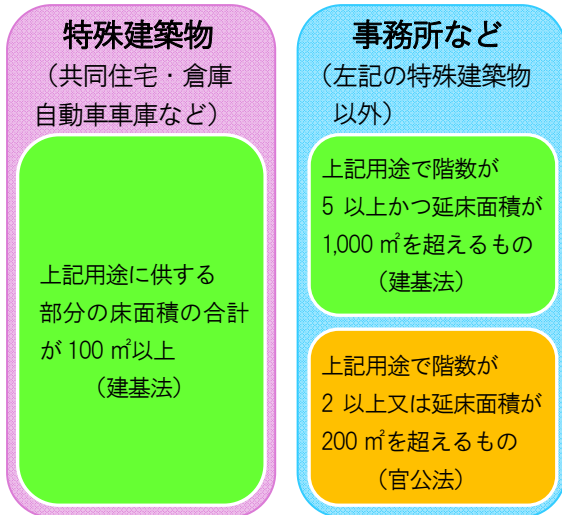 特殊建築物
（共同住宅・倉庫
自動車車庫など）
上記用途に供する
部分の床面積の合計
が 100 ㎡以上
（建基法）
事務所など
（左記の特殊建築物
以外）
上記用途で階数が
5 以上かつ延床面積が
1,000 ㎡を超えるもの
（建基法）
上記用途で階数が
2 以上又は延床面積が
200 ㎡を超えるもの
（官公法）